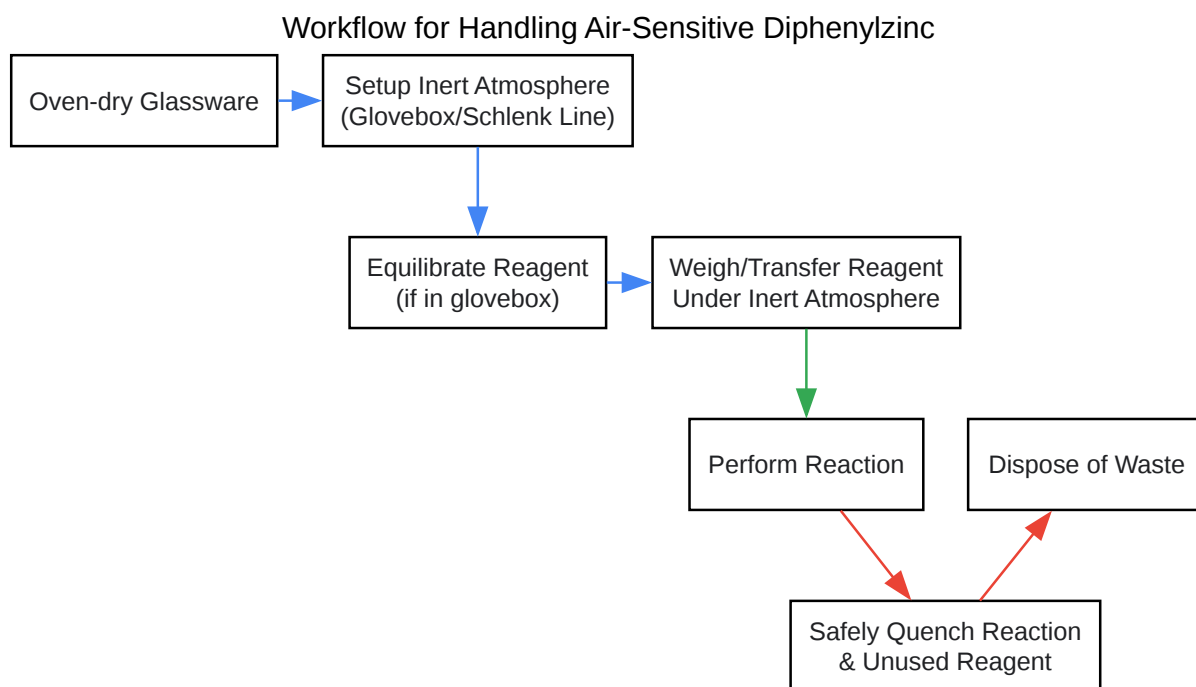 Workflow for Handling Air-Sensitive Diphenylzinc
Oven-dry Glassware
Setup Inert Atmosphere
(Glovebox/Schlenk Line)
Equilibrate Reagent
(if in glovebox)
Weigh/Transfer Reagent
Under Inert Atmosphere
Perform Reaction
Dispose of Waste
Safely Quench Reaction
& Unused Reagent